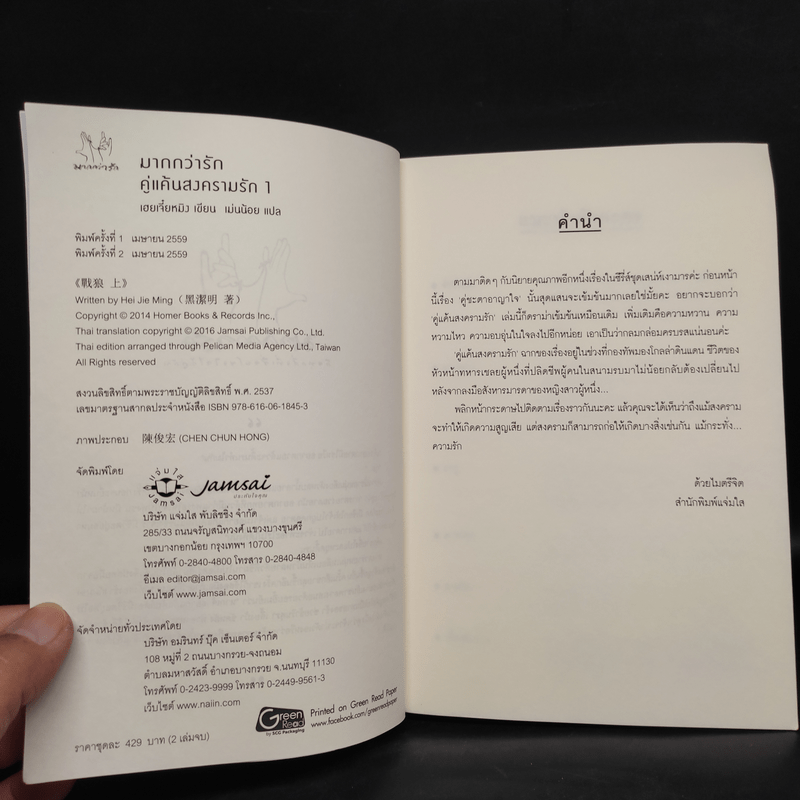 มากกว่ารัก
มากกว่ารัก
คู่แค้นสงครามรัก 1
เฮยเจี๋ยหมิง เขียน เม่นน้อย แปล
พิมพ์ครั้งที่ 1 เมษายน 2559
พิมพ์ครั้งที่ 2 เมษายน 2559
《戰狼 上》
Written by Hei Jie Ming (黑潔明 著)
Copyright © 2014 Homer Books & Records Inc.,
Thai translation copyright © 2016 Jamsai Publishing Co., Ltd.
Thai edition arranged through Pelican Media Agency Ltd., Taiwan
All Rights reserved
สงวนลิขสิทธิ์ตามพระราชบัญญัติลิขสิทธิ์ พ.ศ. 2537
เลขมาตรฐานสากลประจำหนังสือ ISBN 978-616-06-1845-3
ภาพประกอบ 陳俊宏 (CHEN CHUN HONG)
จัดพิมพ์โดย
แจ่มใส
Jamsai
Jamsai
ประทับใจคุณ
บริษัท แจ่มใส พับลิชชิ่ง จำกัด
285/33 ถนนจรัญสนิทวงศ์ แขวงบางขุนศรี
เขตบางกอกน้อย กรุงเทพฯ 10700
โทรศัพท์ 0-2840-4800 โทรสาร 0-2840-4848
อีเมล editor@jamsai.com
เว็บไซต์ www.jamsai.com
จัดจำหน่ายทั่วประเทศโดย
บริษัท อมรินทร์ บุ๊ค เซ็นเตอร์ จำกัด
108 หมู่ที่ 2 ถนนบางกรวย-จงถนอม
ตำบลมหาสวัสดิ์ อำเภอบางกรวย จ.นนทบุรี 11130
โทรศัพท์ 0-2423-9999 โทรสาร 0-2449-9561-3
เว็บไซต์ www.naiin.com
Green Read
by SCG Packaging
Printed on Green Read Paper
www.facebook.com/greenreadpaper
ราคาชุดละ 429 บาท (2 เล่มจบ)
คำนำ
ตามมาติดๆ กับนิยายคุณภาพอีกหนึ่งเรื่องในซีรี่ส์ชุดเสน่ห์เงามารค่ะ ก่อนหน้า
นี้เรื่อง 'คู่ชะตาอาญาใจ' นั้นสุดแสนจะเข้มข้นมากเลยใช่มั้ยคะ อยากจะบอกว่า
'คู่แค้นสงครามรัก' เล่มนี้ก็ดราม่าเข้มข้นเหมือนเดิม เพิ่มเติมคือความหวาน ความ
หวามไหว ความอบอุ่นในใจลงไปอีกหน่อย เอาเป็นว่ากลมกล่อมครบรสแน่นอนค่ะ
'คู่แค้นสงครามรัก' ฉากของเรื่องอยู่ในช่วงที่กองทัพมองโกลล่าดินแดน ชีวิตของ
หัวหน้าทหารเชลยผู้หนึ่งที่ปลิดชีพผู้คนในสนามรบมาไม่น้อยกลับต้องเปลี่ยนไป
หลังจากลงมือสังหารมารดาของหญิงสาวผู้หนึ่ง...
พลิกหน้ากระดาษไปติดตามเรื่องราวกันนะคะ แล้วคุณจะได้เห็นว่าถึงแม้สงคราม
จะทำให้เกิดความสูญเสีย แต่สงครามก็สามารถก่อให้เกิดบางสิ่งเช่นกัน แม้กระทั่ง...
ความรัก
ด้วยไมตรีจิต
สำนักพิมพ์แจ่มใส